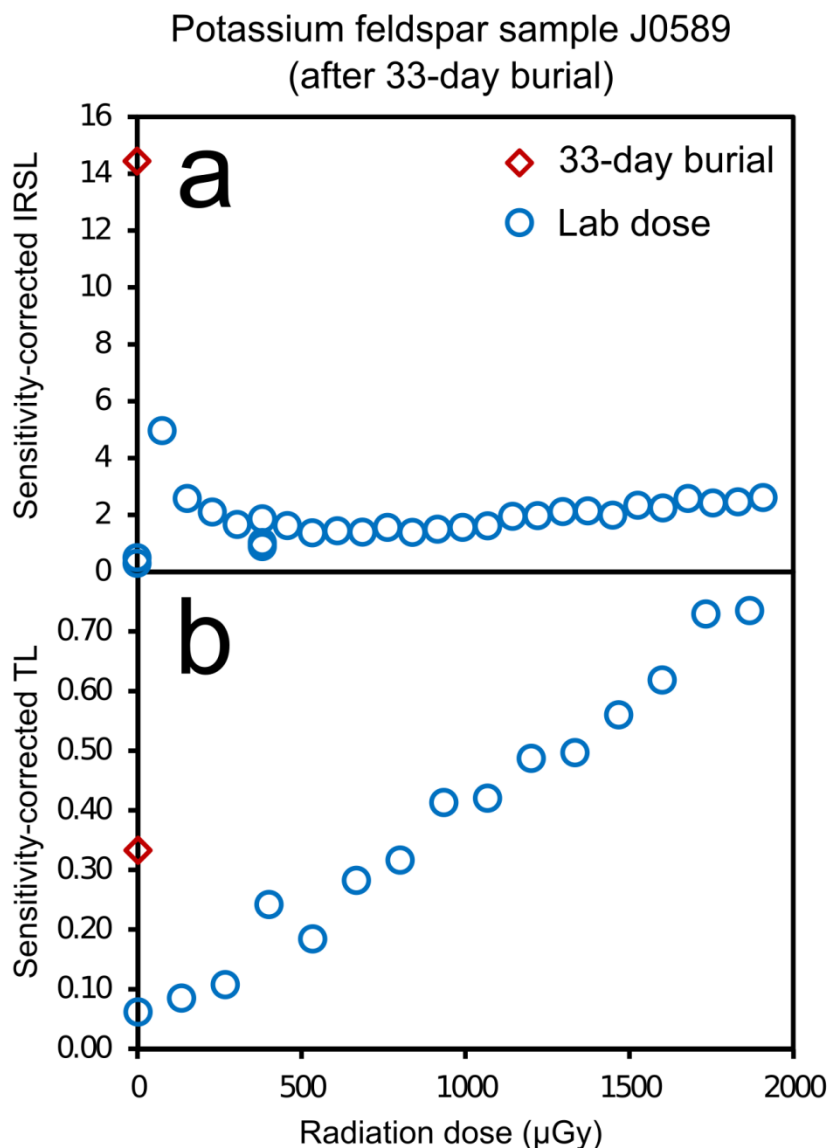 Potassium feldspar sample J0589
(after 33-day burial)
a
33-day burial
Lab dose
Sensitivity-corrected IRSL
16
14
12
10
8
6
4
2
0
b
Sensitivity-corrected TL
0.70
0.60
0.50
0.40
0.30
0.20
0.10
0.00
0 500 1000 1500 2000
Radiation dose (μGy)